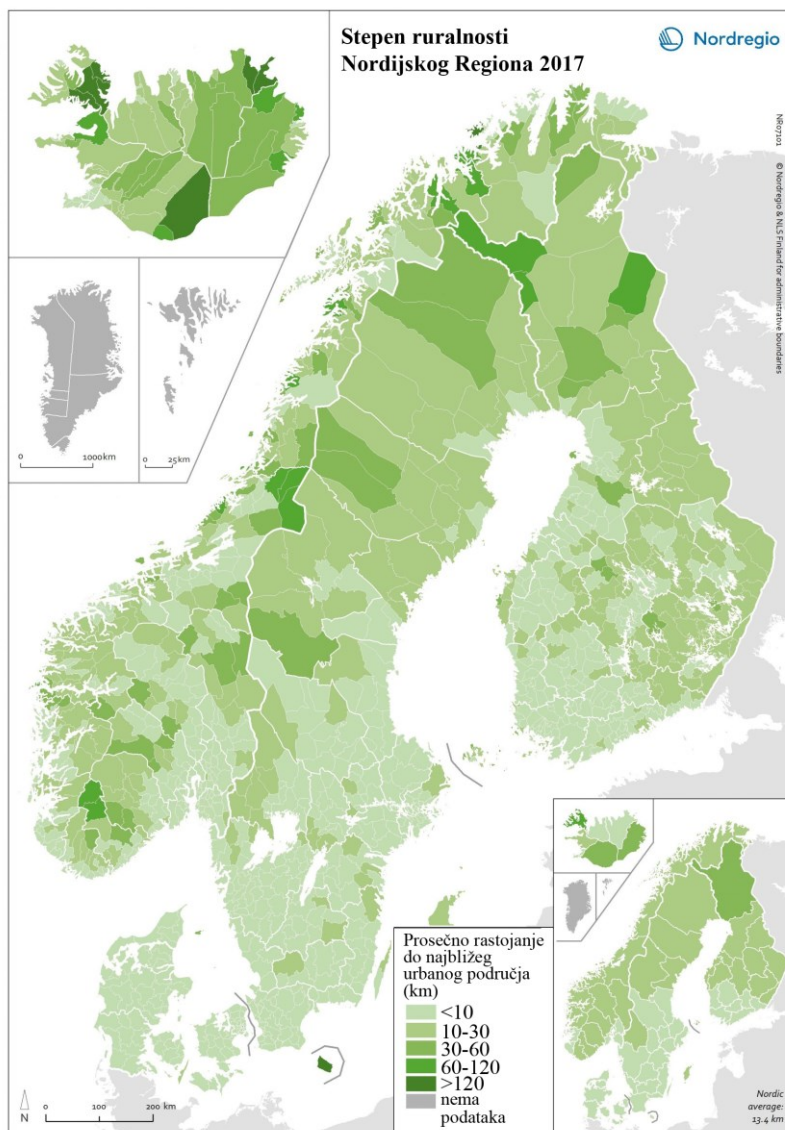 Stepen ruralnosti
Nordijskog Regiona 2017
Nordregio
NR07101
© Nordregio & NLS Finland for administrative boundaries
0 1000km
0 25km
Prosečno rastojanje
do najbližeg
urbanog područja
(km)
<10
10-30
30-60
60-120
>120
nema
podataka
N
0 100 200 km
Nordic
average:
13.4 km